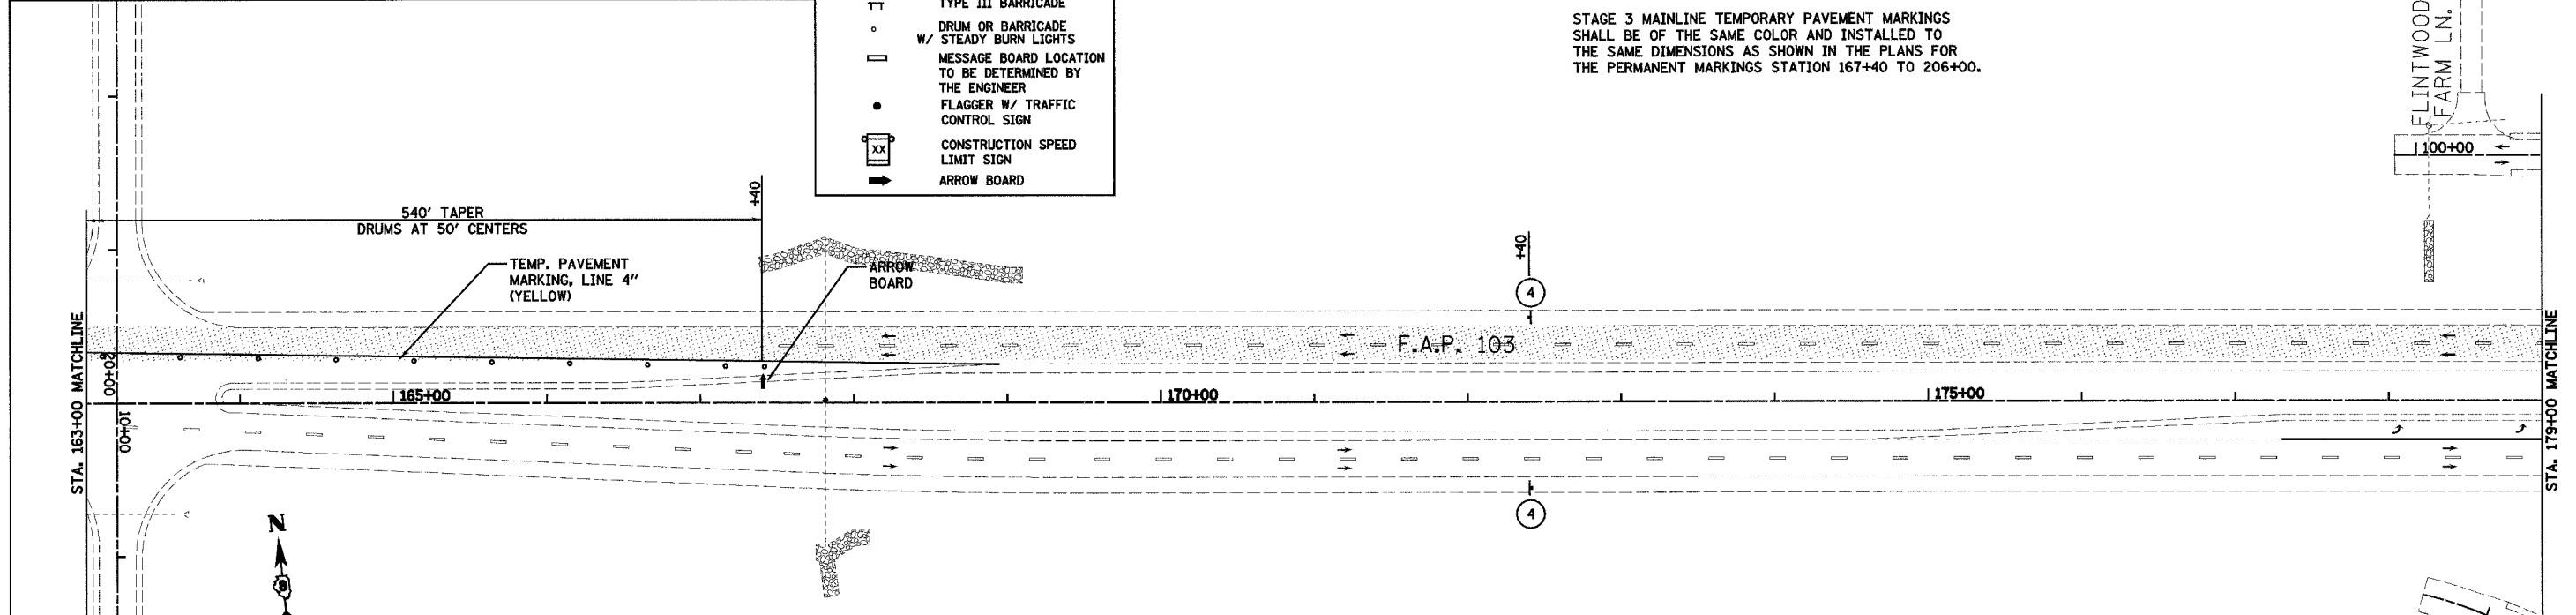 TYPE III BARRICADE
DRUM OR BARRICADE
W/ STEADY BURN LIGHTS
MESSAGE BOARD LOCATION
TO BE DETERMINED BY
THE ENGINEER
FLAGGER W/ TRAFFIC
CONTROL SIGN
XX
CONSTRUCTION SPEED
LIMIT SIGN
ARROW BOARD
STAGE 3 MAINLINE TEMPORARY PAVEMENT MARKINGS
SHALL BE OF THE SAME COLOR AND INSTALLED TO
THE SAME DIMENSIONS AS SHOWN IN THE PLANS FOR
THE PERMANENT MARKINGS STATION 167+40 TO 206+00.
FLINTWOOD
FARM LN.
100+00
540' TAPER
DRUMS AT 50' CENTERS
+40
TEMP. PAVEMENT
MARKING, LINE 4"
(YELLOW)
ARROW
BOARD
+40
4
F.A.P. 103
STA. 163+00 MATCHLINE
20+00
10+00
165+00
170+00
175+00
STA. 179+00 MATCHLINE
4
N